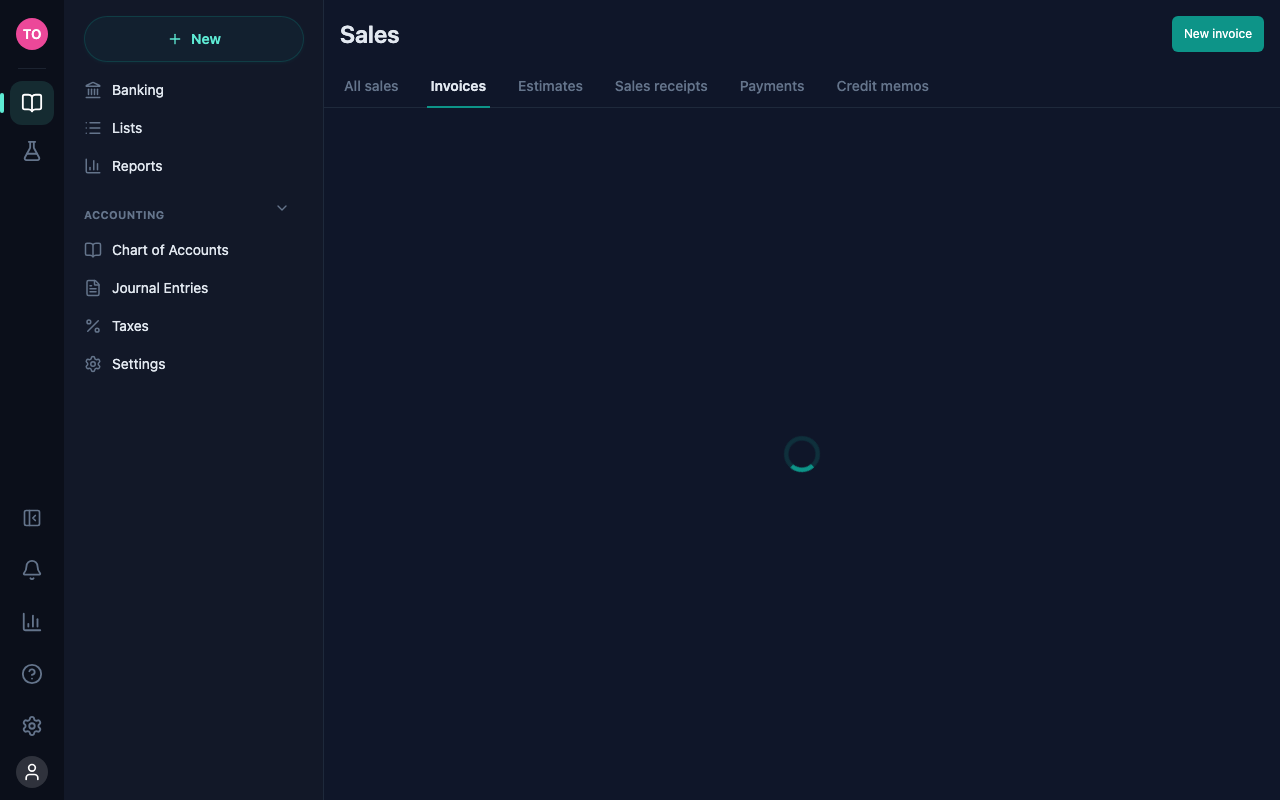 TO
New
Banking
Lists
Reports
ACCOUNTING
Chart of Accounts
Journal Entries
Taxes
Settings
Sales
New invoice
All sales
Invoices
Estimates
Sales receipts
Payments
Credit memos